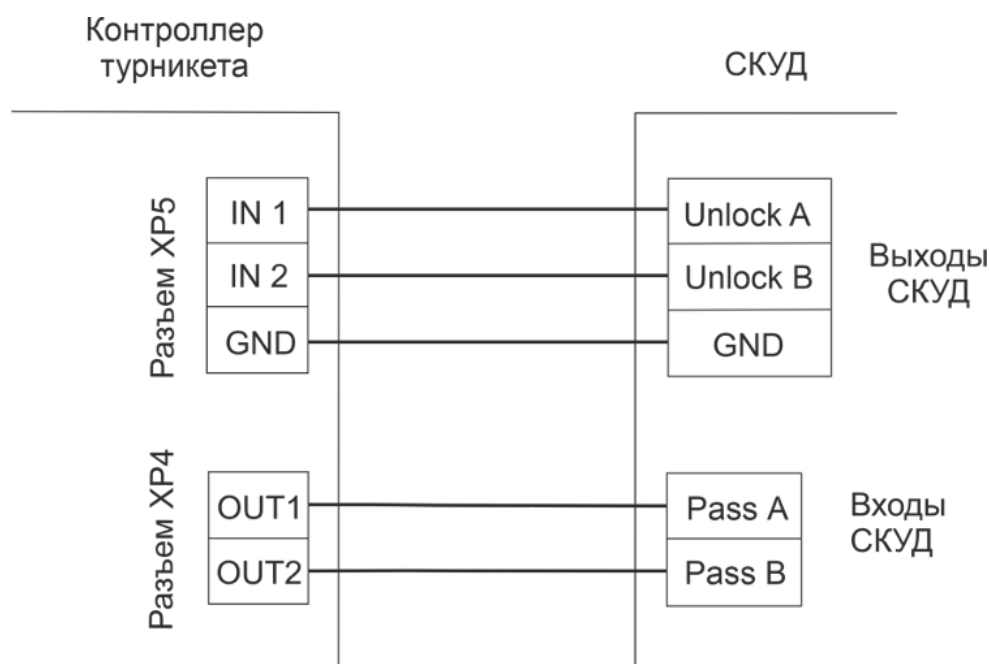 Контроллер
турникета
СКУД
Разъем XP5
IN 1
IN 2
GND
Unlock A
Unlock B
GND
Выходы
СКУД
Разъем XP4
OUT1
OUT2
Pass A
Pass B
Входы
СКУД